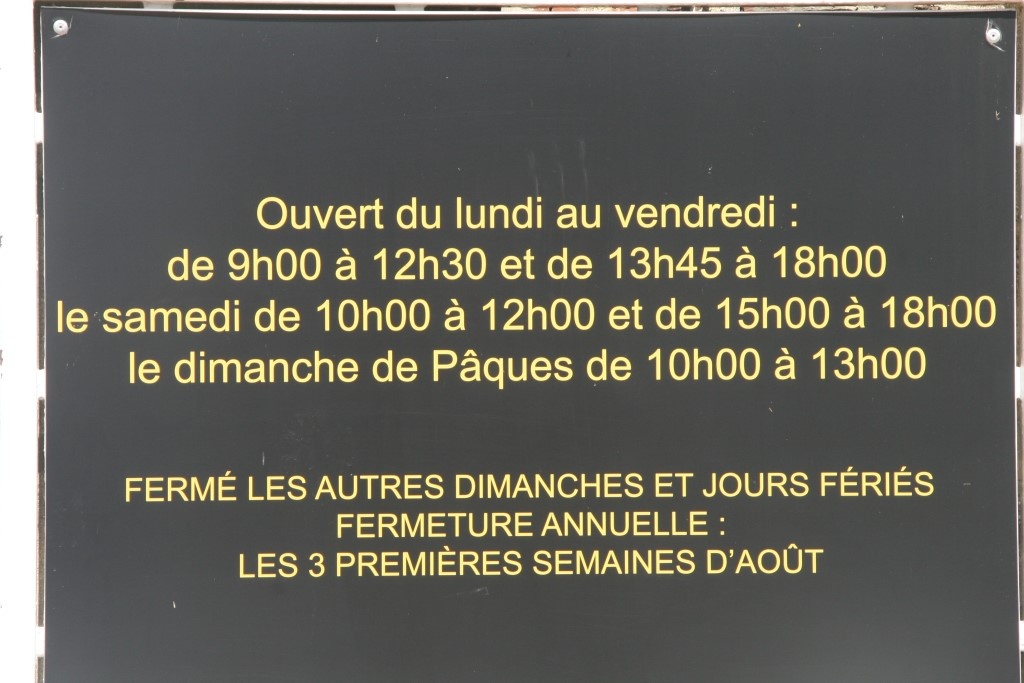 Ouvert du lundi au vendredi :
de 9h00 à 12h30 et de 13h45 à 18h00
le samedi de 10h00 à 12h00 et de 15h00 à 18h00
le dimanche de Pâques de 10h00 à 13h00
FERMÉ LES AUTRES DIMANCHES ET JOURS FÉRIÉS
FERMETURE ANNUELLE :
LES 3 PREMIÈRES SEMAINES D’AOÛT